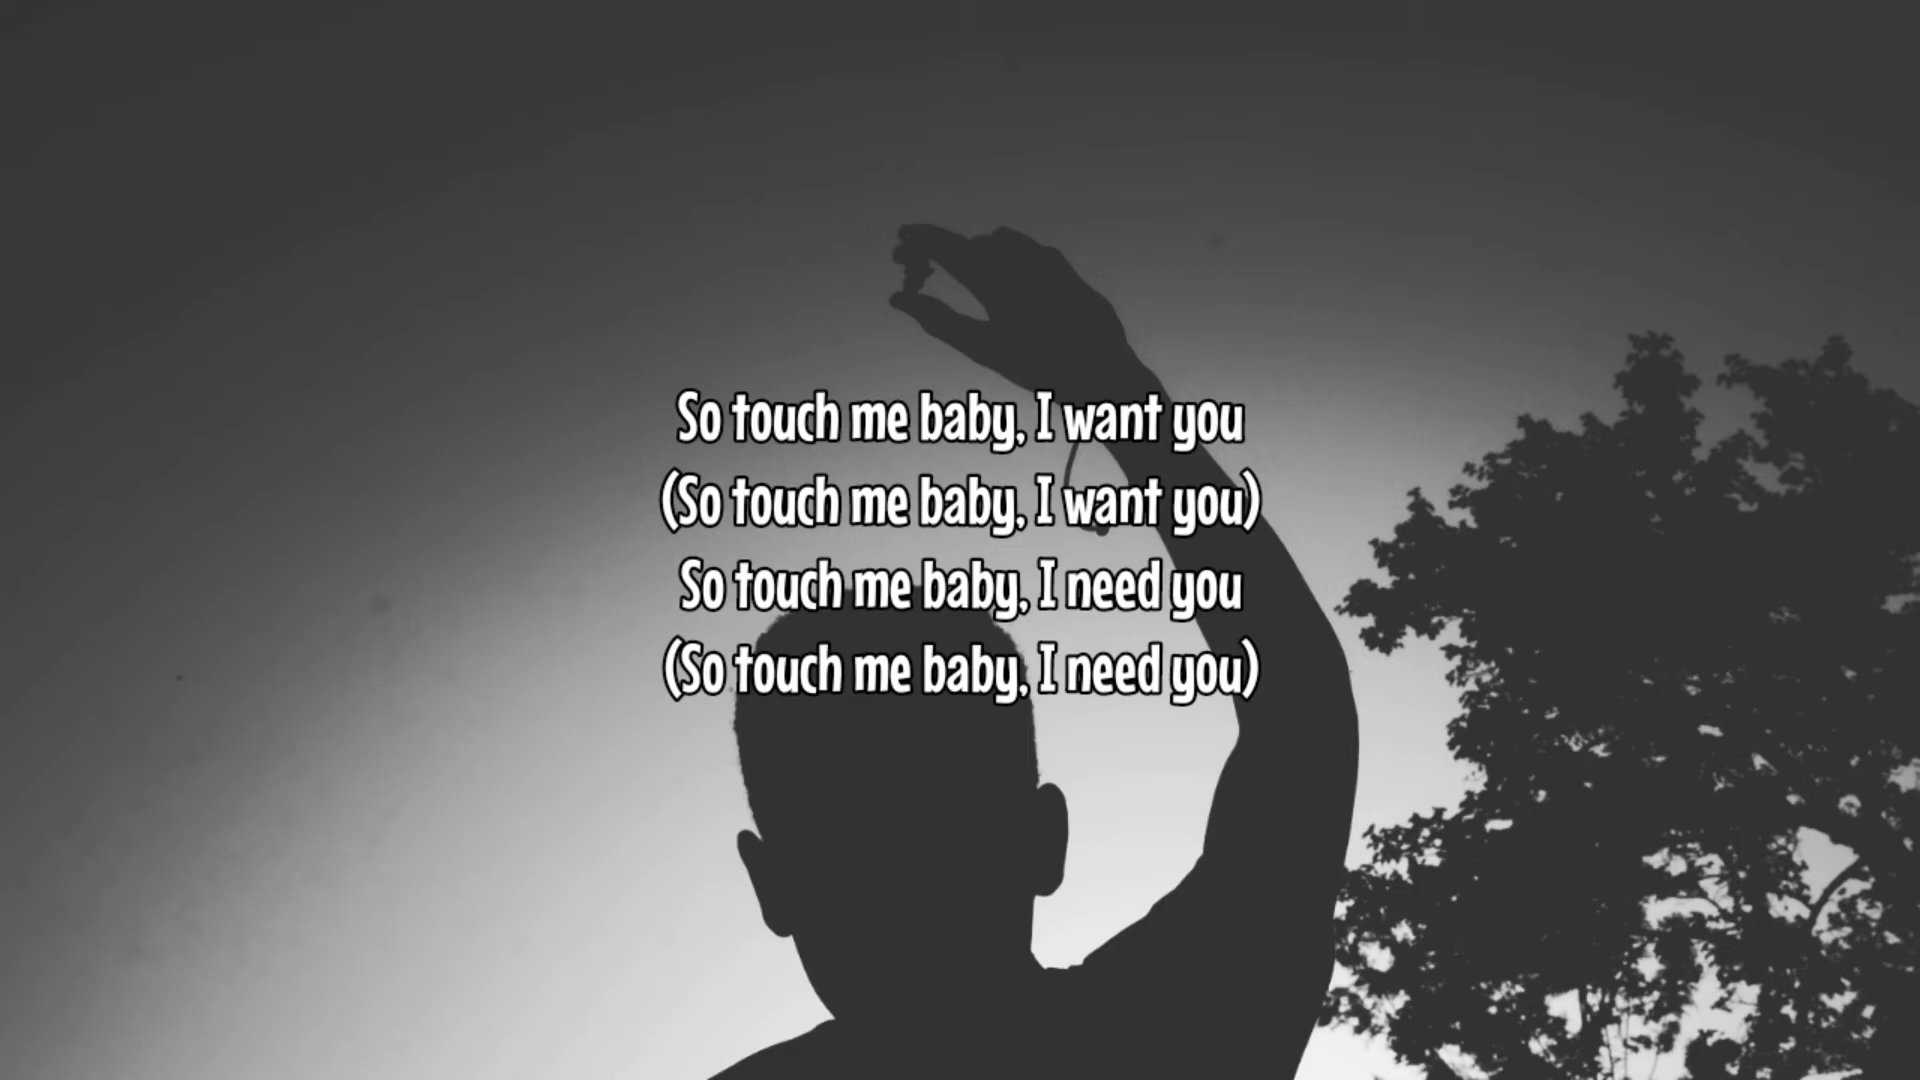 So touch me baby, I want you
(So touch me baby, I want you)
So touch me baby, I need you
(So touch me baby, I need you)